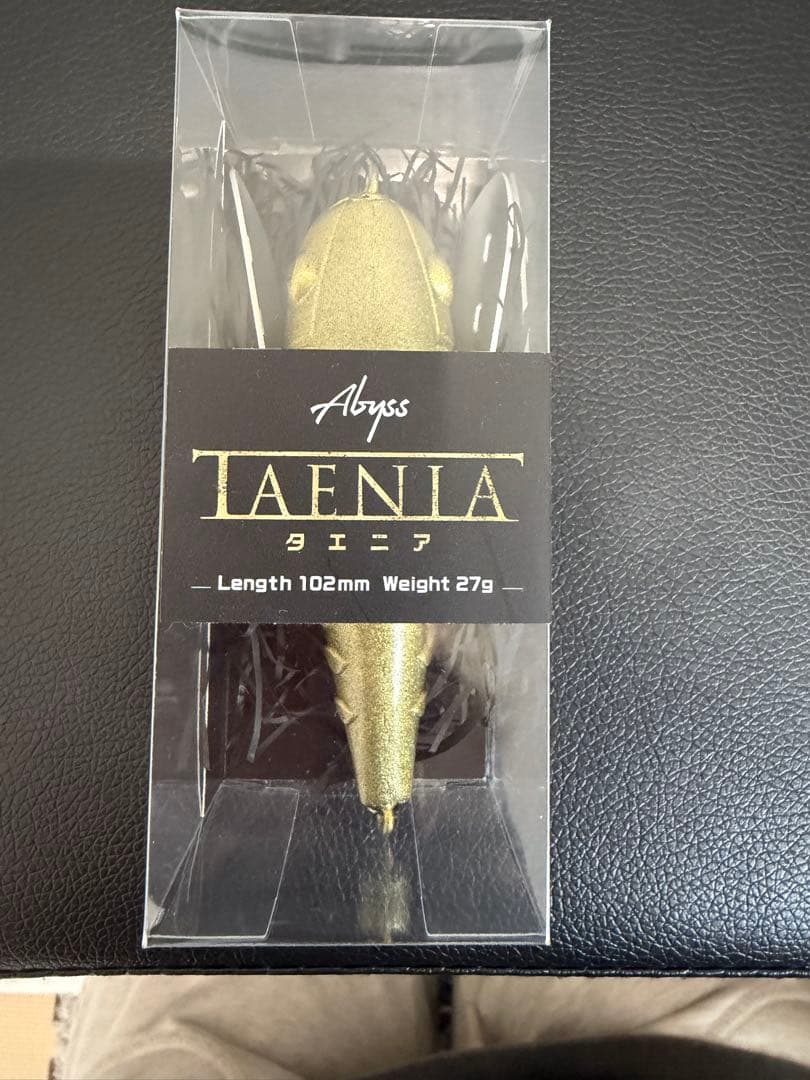 Abyss
TAENIA
タエニア
Length 102mm Weight 27g